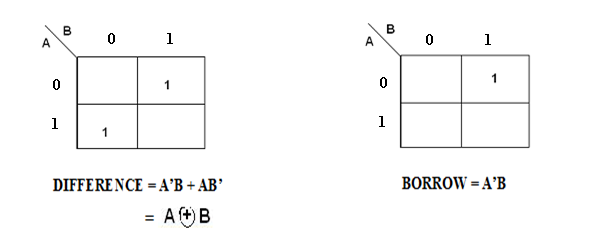 B
A 0 1
0 1
1 1
DIFFERENCE = A’B + AB’
= A⊕B
B
A 0 1
0 1
1
BORROW = A’B